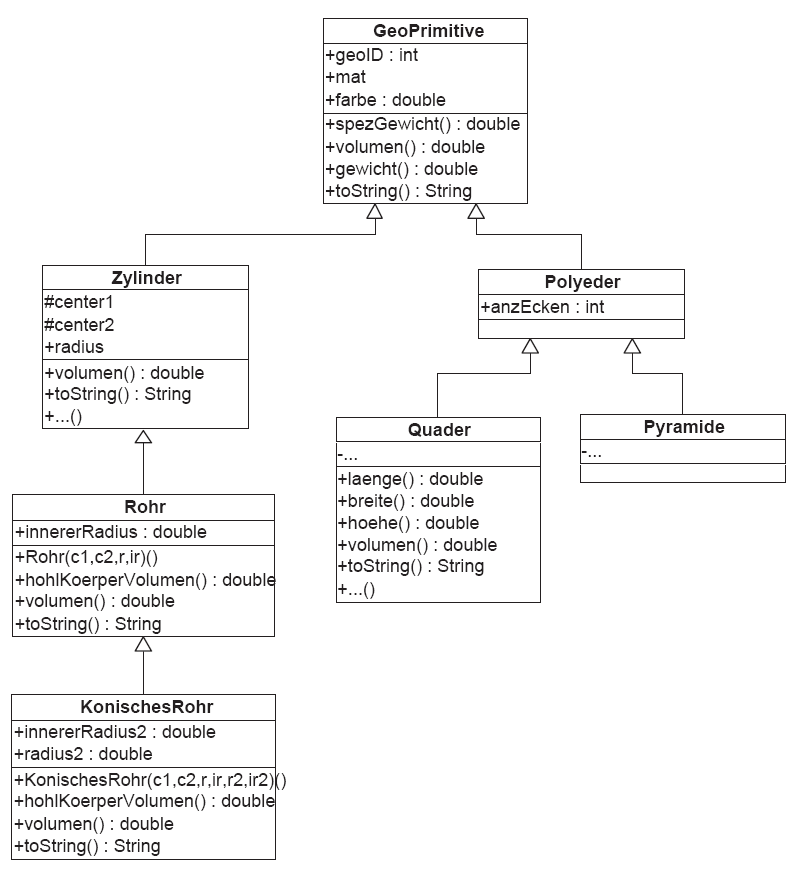 GeoPrimitive
+geoID : int
+mat
+farbe : double
+spezGewicht() : double
+volumen() : double
+gewicht() : double
+toString() : String
Zylinder
#center1
#center2
+radius
+volumen() : double
+toString() : String
+...()
Polyeder
+anzEcken : int
Quader
-...
+laenge() : double
+breite() : double
+hoehe() : double
+volumen() : double
+toString() : String
+...()
Pyramide
-...
Rohr
+innererRadius : double
+Rohr(c1,c2,r,ir)()
+hohlKoerperVolumen() : double
+volumen() : double
+toString() : String
KonischesRohr
+innererRadius2 : double
+radius2 : double
+KonischesRohr(c1,c2,r,ir,r2,ir2)()
+hohlKoerperVolumen() : double
+volumen() : double
+toString() : String